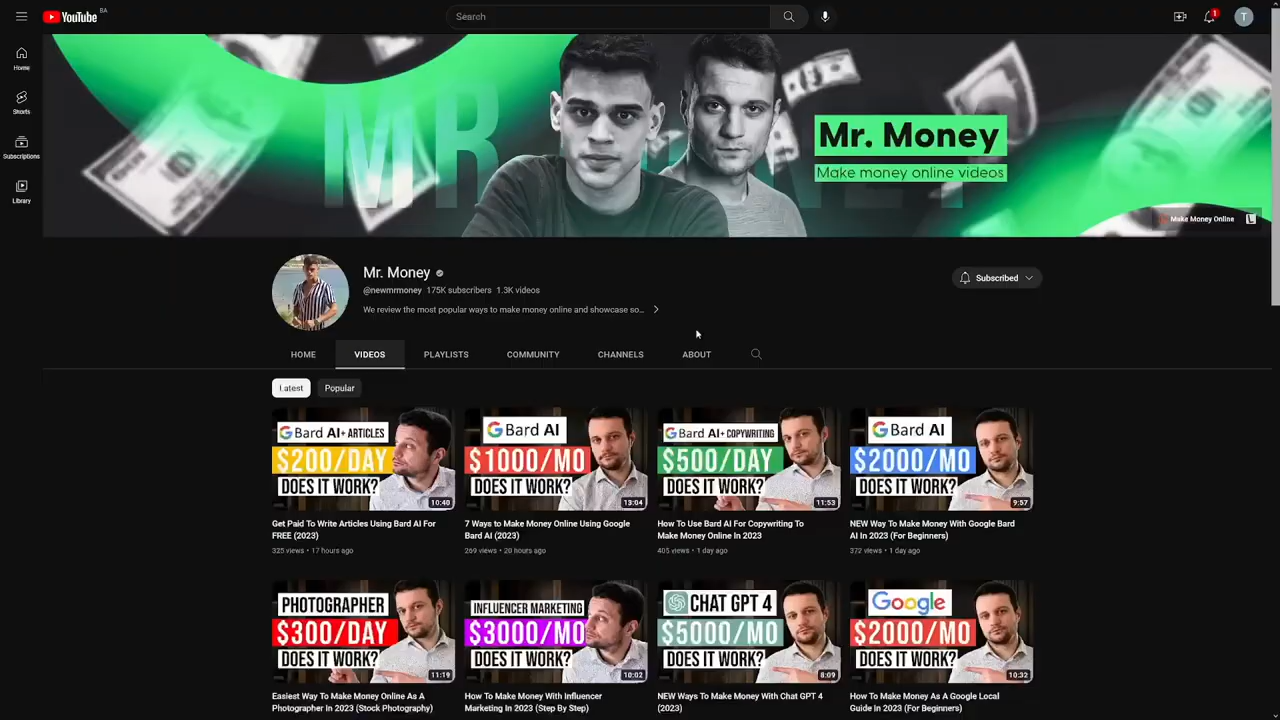 YouTube BA
Search
1
T
Home
Shorts
Subscriptions
Library
MR
Mr. Money
Make money online videos
Make Money Online
Mr. Money
@newmrmoney 175K subscribers 1.3K videos
We review the most popular ways to make money online and showcase so...
Subscribed
HOME VIDEOS PLAYLISTS COMMUNITY CHANNELS ABOUT
Latest Popular
Bard AI+ ARTICLES
$200/DAY
DOES IT WORK?
10:40
Bard AI
$1000/MO
DOES IT WORK?
13:04
Bard AI+COPYWRITING
$500/DAY
DOES IT WORK?
11:53
Bard AI
$2000/MO
DOES IT WORK?
9:57
Get Paid To Write Articles Using Bard AI For
FREE (2023)
325 views • 17 hours ago
7 Ways to Make Money Online Using Google
Bard AI (2023)
269 views • 20 hours ago
How To Use Bard AI For Copywriting To
Make Money Online In 2023
405 views • 1 day ago
NEW Way To Make Money With Google Bard
AI In 2023 (For Beginners)
372 views • 1 day ago
PHOTOGRAPHER
$300/DAY
DOES IT WORK?
11:19
INFLUENCER MARKETING
$3000/MO
DOES IT WORK?
10:02
CHAT GPT 4
$5000/MO
DOES IT WORK?
8:09
Google
$2000/MO
DOES IT WORK?
10:32
Easiest Way To Make Money Online As A
Photographer In 2023 (Stock Photography)
How To Make Money With Influencer
Marketing In 2023 (Step By Step)
NEW Ways To Make Money With Chat GPT 4
(2023)
How To Make Money As A Google Local
Guide In 2023 (For Beginners)